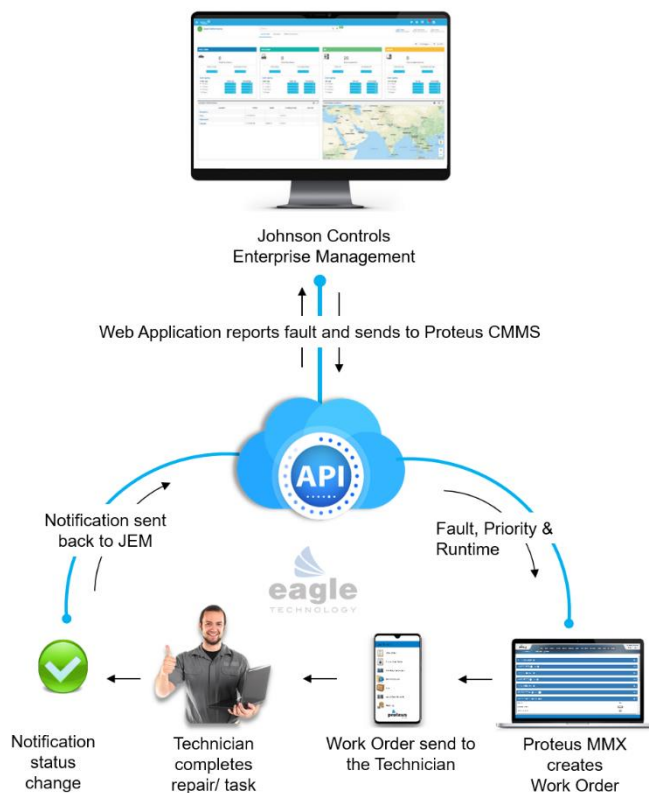 Johnson Controls
Enterprise Management
Web Application reports fault and sends to Proteus CMMS
API
Notification sent
back to JEM
Fault, Priority &
Runtime
eagle
TECHNOLOGY
proteus
Notification
status
change
Technician
completes
repair/ task
Work Order send to
the Technician
Proteus MMX
creates
Work Order